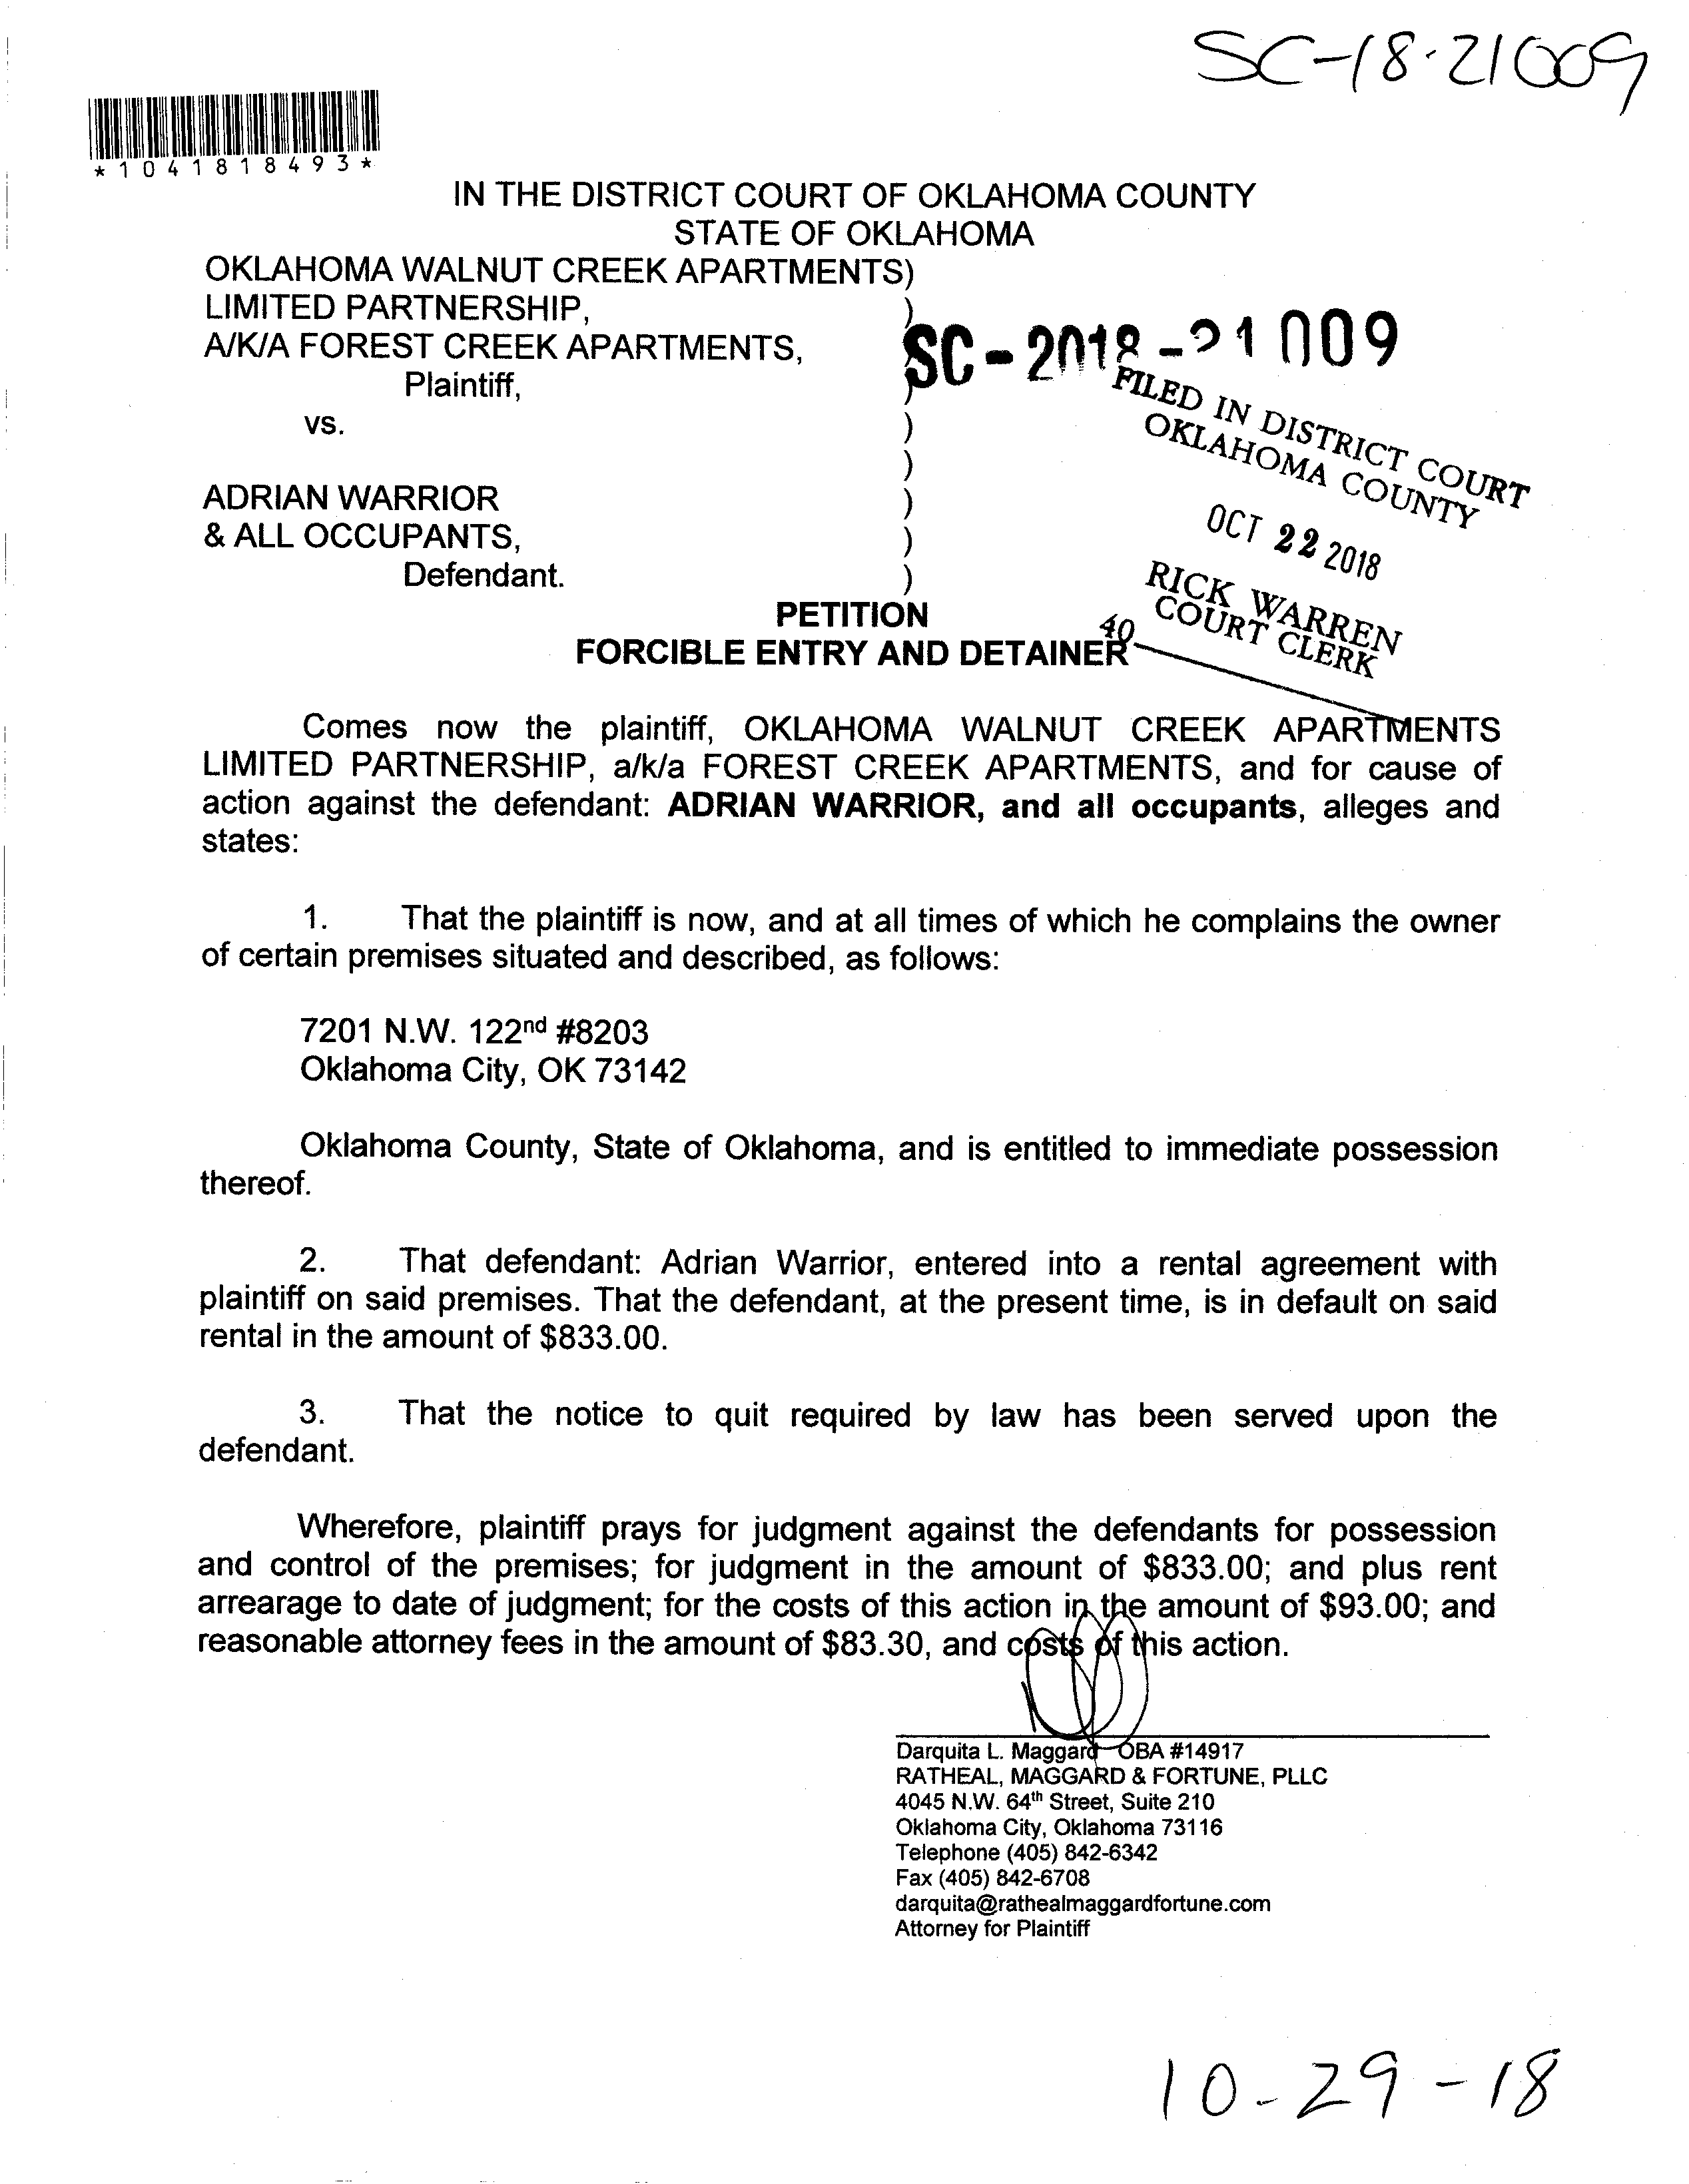 SC-18-21009
*1041818493*
IN THE DISTRICT COURT OF OKLAHOMA COUNTY
STATE OF OKLAHOMA
OKLAHOMA WALNUT CREEK APARTMENTS)
LIMITED PARTNERSHIP, )
A/K/A FOREST CREEK APARTMENTS, )
Plaintiff, )
SC-2018-21009
vs. )
)
ADRIAN WARRIOR )
& ALL OCCUPANTS, )
Defendant. )
FILED IN DISTRICT COURT
OKLAHOMA COUNTY
OCT 22 2018
RICK WARREN
COURT CLERK
40
PETITION
FORCIBLE ENTRY AND DETAINER
Comes now the plaintiff, OKLAHOMA WALNUT CREEK APARTMENTS
LIMITED PARTNERSHIP, a/k/a FOREST CREEK APARTMENTS, and for cause of
action against the defendant: ADRIAN WARRIOR, and all occupants, alleges and
states:
1. That the plaintiff is now, and at all times of which he complains the owner
of certain premises situated and described, as follows:
7201 N.W. 122nd #8203
Oklahoma City, OK 73142
Oklahoma County, State of Oklahoma, and is entitled to immediate possession
thereof.
2. That defendant: Adrian Warrior, entered into a rental agreement with
plaintiff on said premises. That the defendant, at the present time, is in default on said
rental in the amount of $833.00.
3. That the notice to quit required by law has been served upon the
defendant.
Wherefore, plaintiff prays for judgment against the defendants for possession
and control of the premises; for judgment in the amount of $833.00; and plus rent
arrearage to date of judgment; for the costs of this action in the amount of $93.00; and
reasonable attorney fees in the amount of $83.30, and costs of this action.
Darquita L. Maggard OBA #14917
RATHEAL, MAGGARD & FORTUNE, PLLC
4045 N.W. 64th Street, Suite 210
Oklahoma City, Oklahoma 73116
Telephone (405) 842-6342
Fax (405) 842-6708
darquita@rathealmaggardfortune.com
Attorney for Plaintiff
10-29-18